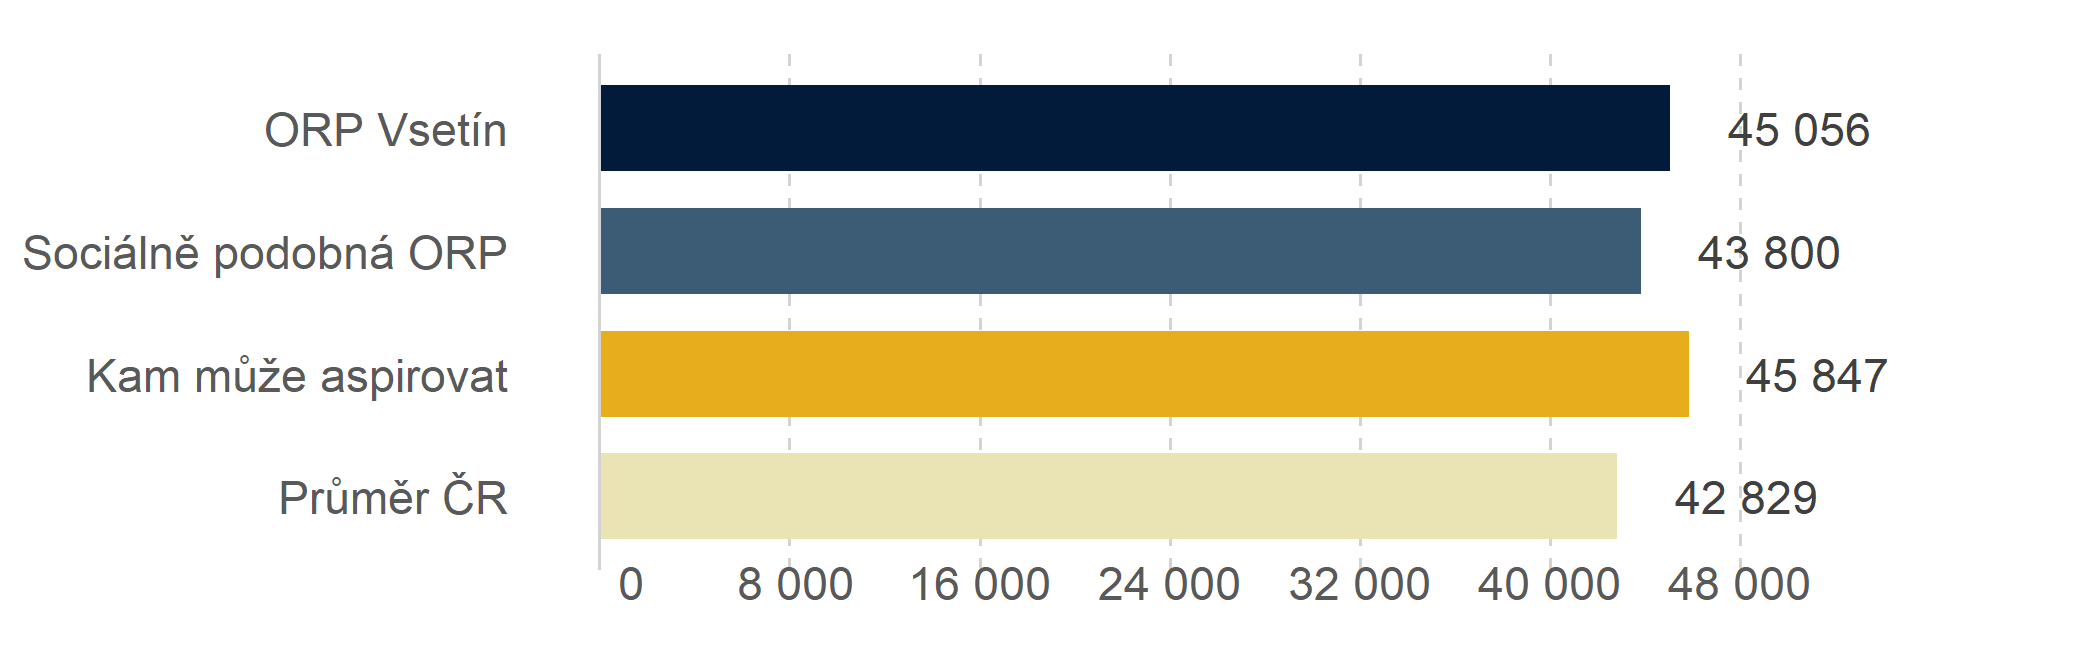 ORP Vsetín 45 056
Sociálně podobná ORP 43 800
Kam může aspirovat 45 847
Průměr ČR 42 829
0 8 000 16 000 24 000 32 000 40 000 48 000